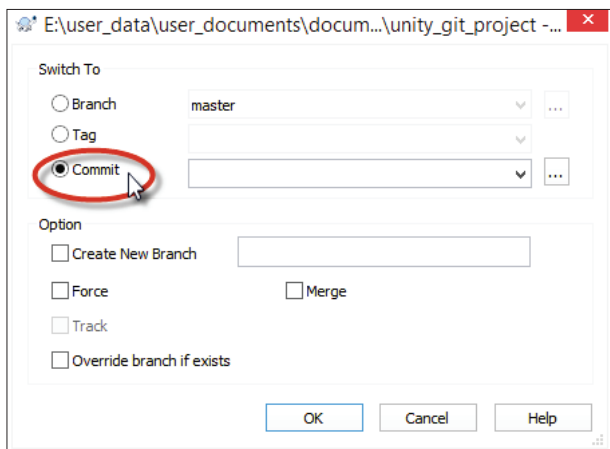 E:\user_data\user_documents\docum...\unity_git_project -...
Switch To
Branch master ...
Tag
Commit ...
Option
Create New Branch
Force Merge
Track
Override branch if exists
OK Cancel Help